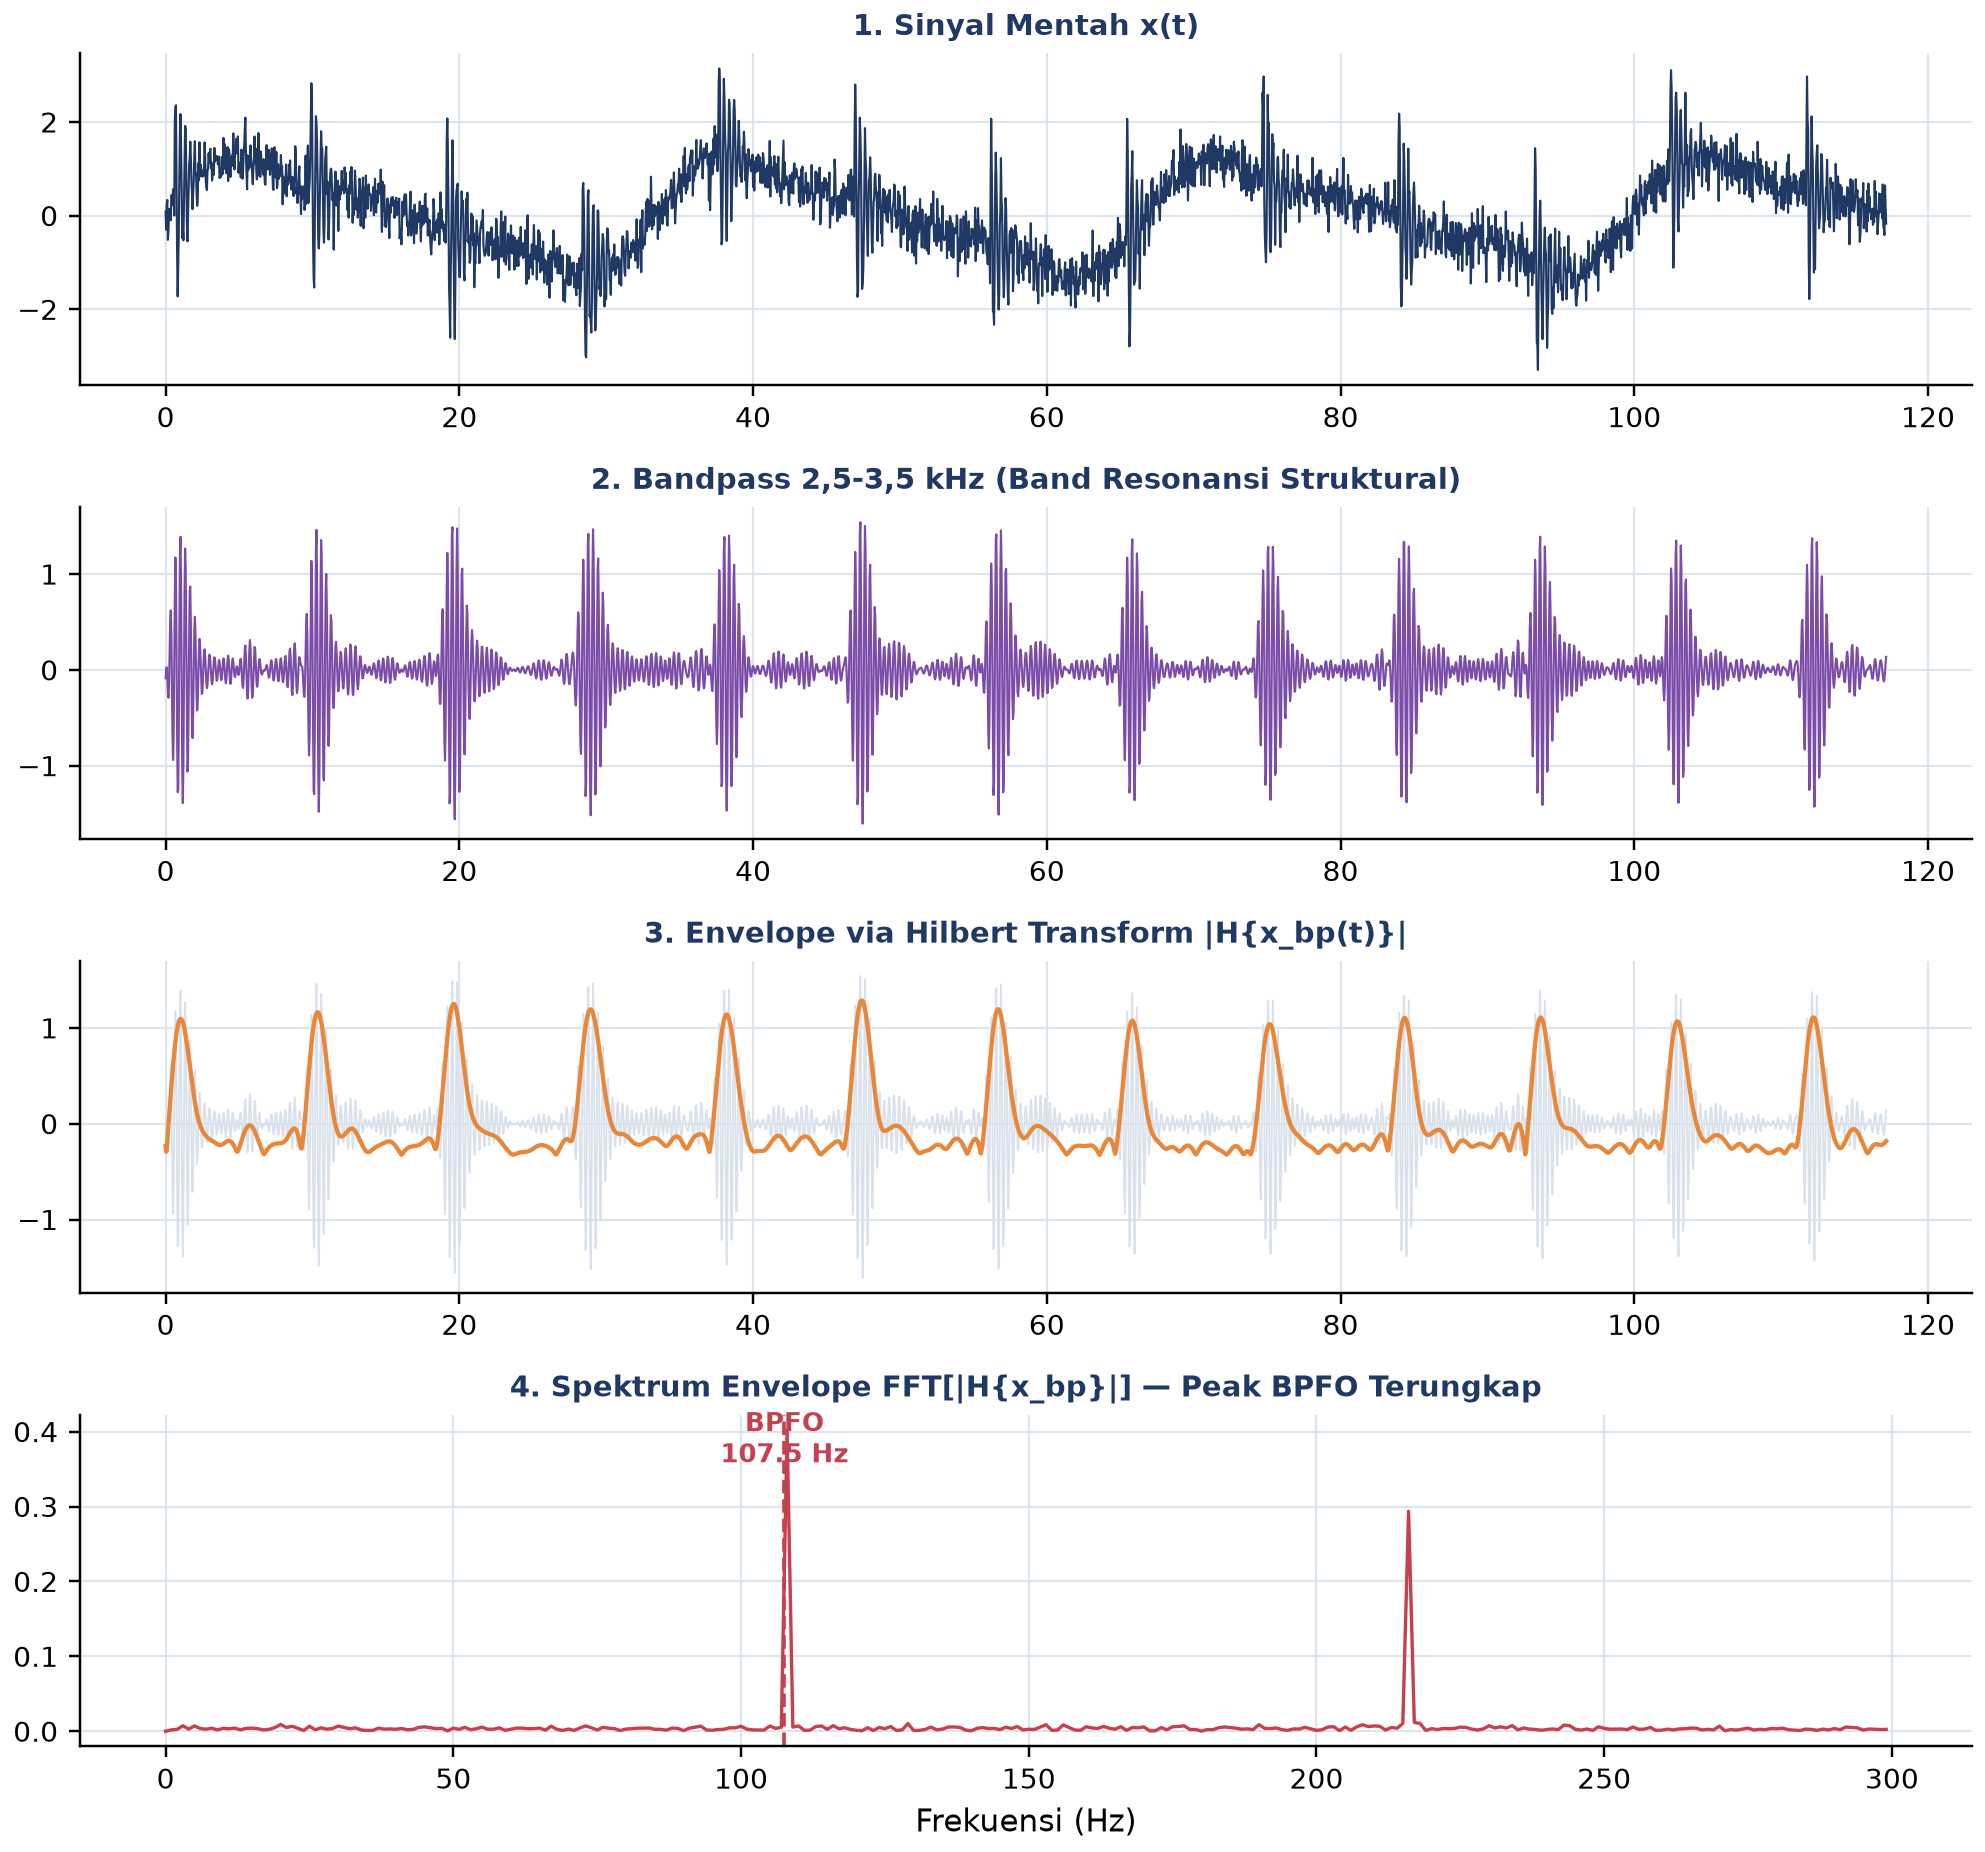 1. Sinyal Mentah x(t)
2
0
−2
0 20 40 60 80 100 120
2. Bandpass 2,5-3,5 kHz (Band Resonansi Struktural)
1
0
−1
0 20 40 60 80 100 120
3. Envelope via Hilbert Transform |H{x_bp(t)}|
1
0
−1
0 20 40 60 80 100 120
4. Spektrum Envelope FFT[|H{x_bp}|] — Peak BPFO Terungkap
BPFO
107.5 Hz
0.4
0.3
0.2
0.1
0.0
0 50 100 150 200 250 300
Frekuensi (Hz)